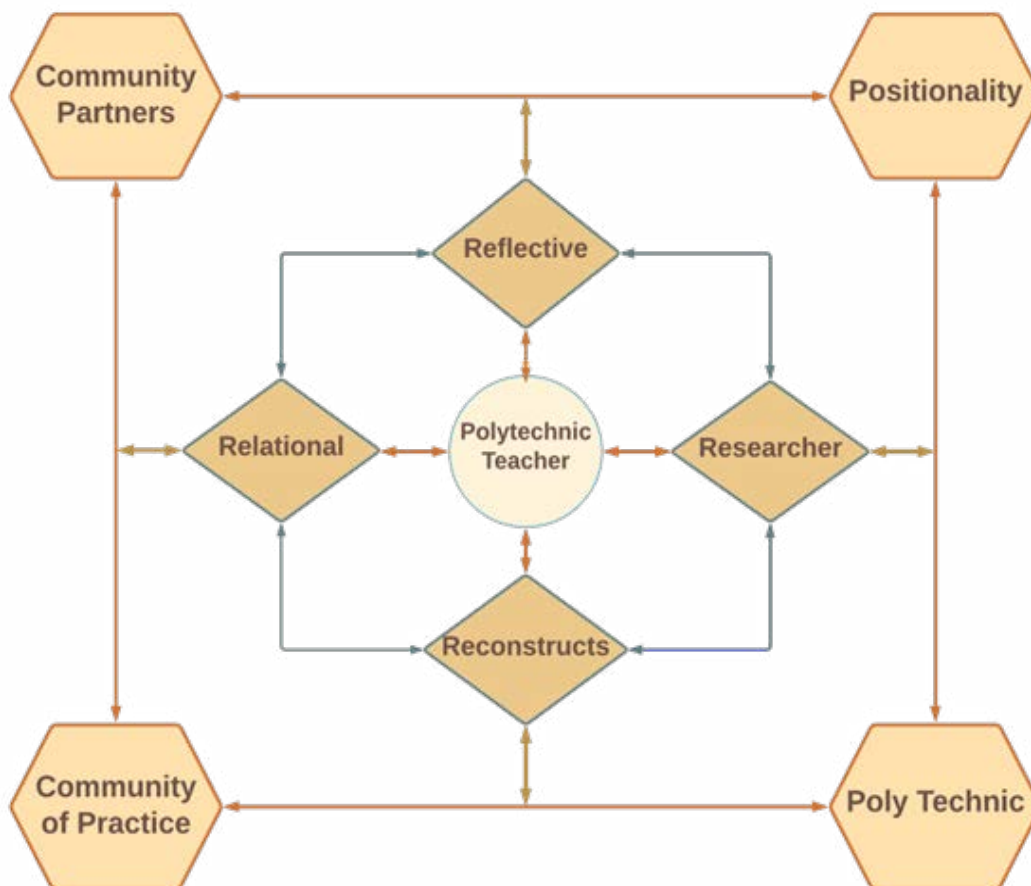 Community
Partners
Positionality
Reflective
Relational
Polytechnic
Teacher
Researcher
Reconstructs
Community
of Practice
Poly Technic